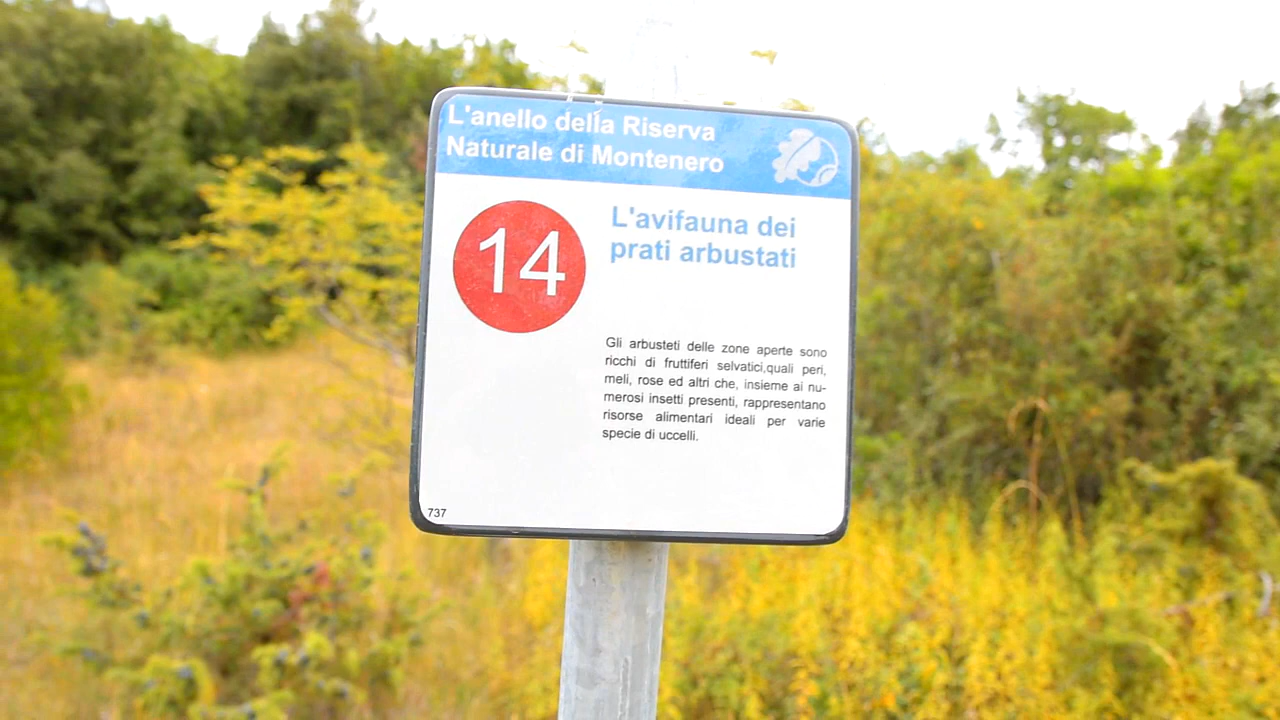 L'anello della Riserva
Naturale di Montenero
14
L'avifauna dei
prati arbustati
Gli arbusteti delle zone aperte sono
ricchi di fruttiferi selvatici,quali peri,
meli, rose ed altri che, insieme ai nu-
merosi insetti presenti, rappresentano
risorse alimentari ideali per varie
specie di uccelli.
737